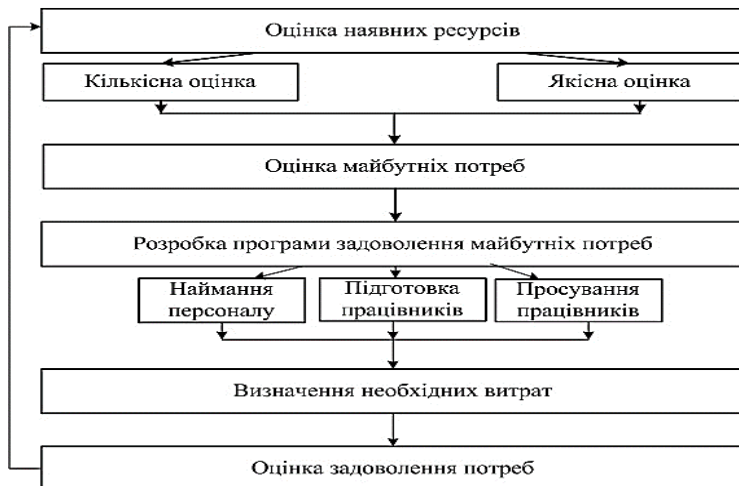 Оцінка наявних ресурсів
Кількісна оцінка
Якісна оцінка
Оцінка майбутніх потреб
Розробка програми задоволення майбутніх потреб
Наймання
персоналу
Підготовка
працівників
Просування
працівників
Визначення необхідних витрат
Оцінка задоволення потреб